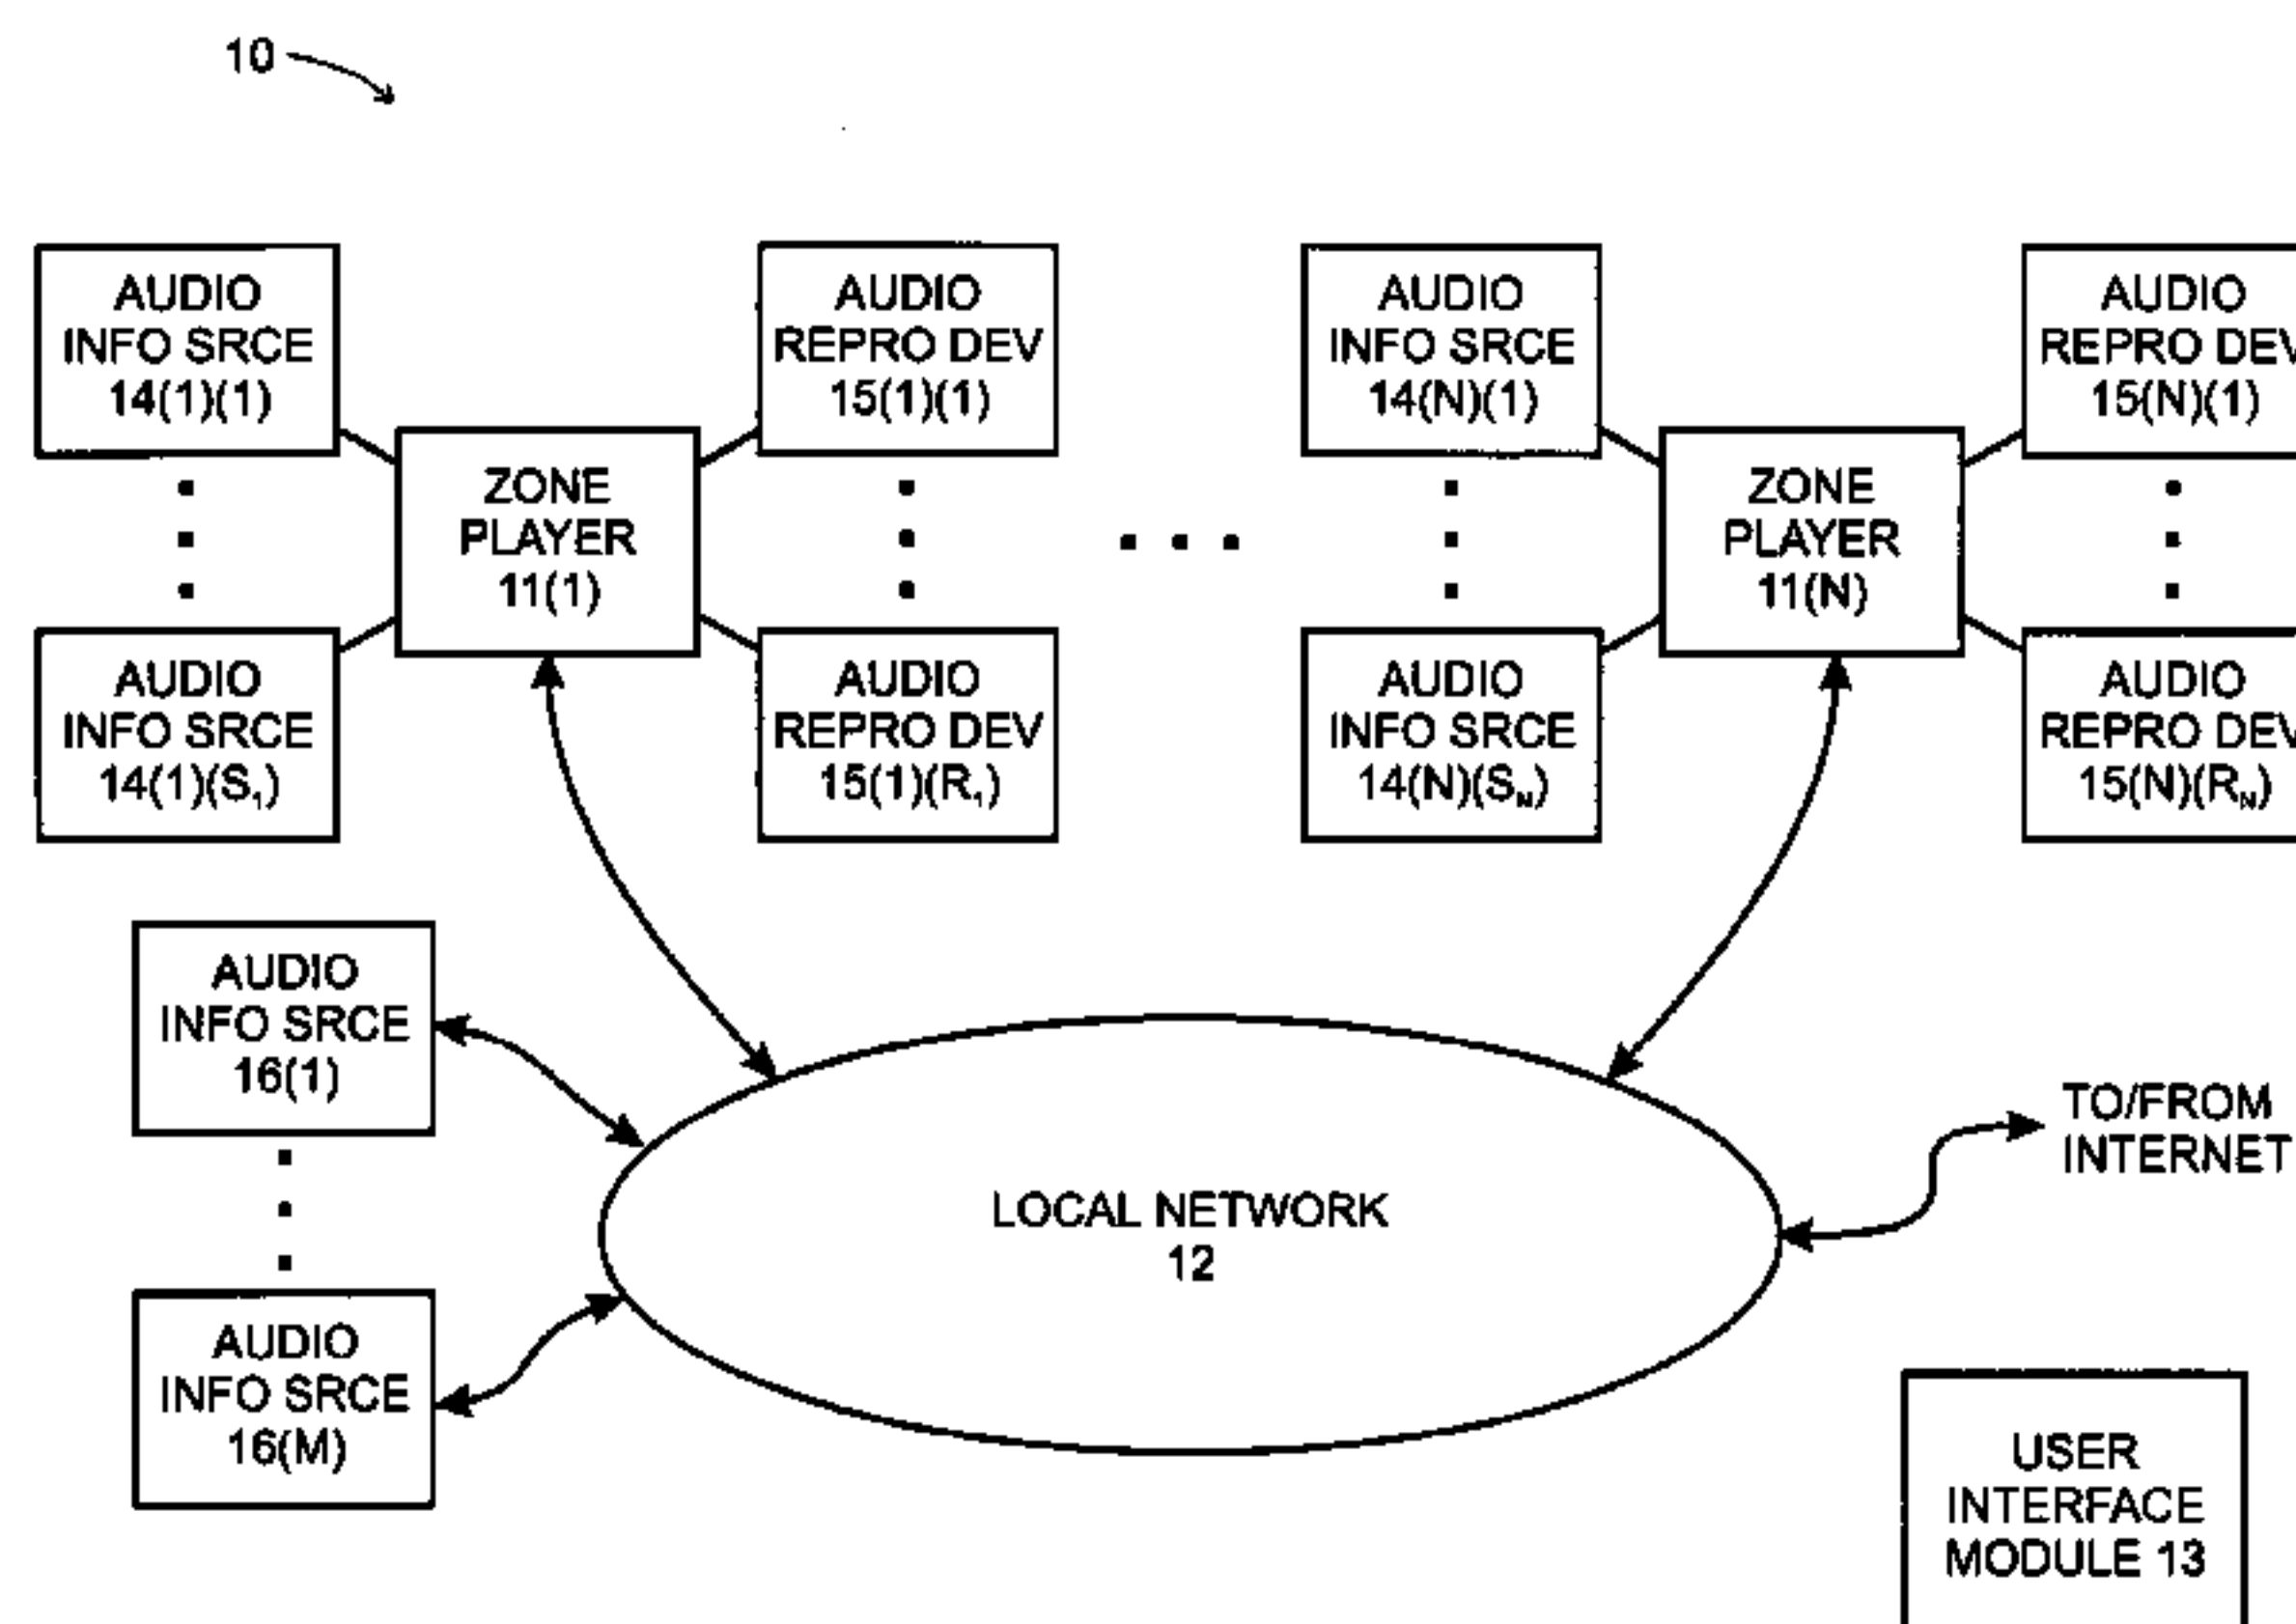 10
AUDIO
INFO SRCE
14(1)(1)
AUDIO
REPRO DEV
15(1)(1)
AUDIO
INFO SRCE
14(N)(1)
AUDIO
REPRO DEV
15(N)(1)
ZONE
PLAYER
11(1)
ZONE
PLAYER
11(N)
AUDIO
INFO SRCE
14(1)(S₁)
AUDIO
REPRO DEV
15(1)(R₁)
AUDIO
INFO SRCE
14(N)(Sₙ)
AUDIO
REPRO DEV
15(N)(Rₙ)
AUDIO
INFO SRCE
16(1)
TO/FROM
INTERNET
LOCAL NETWORK
12
AUDIO
INFO SRCE
16(M)
USER
INTERFACE
MODULE 13